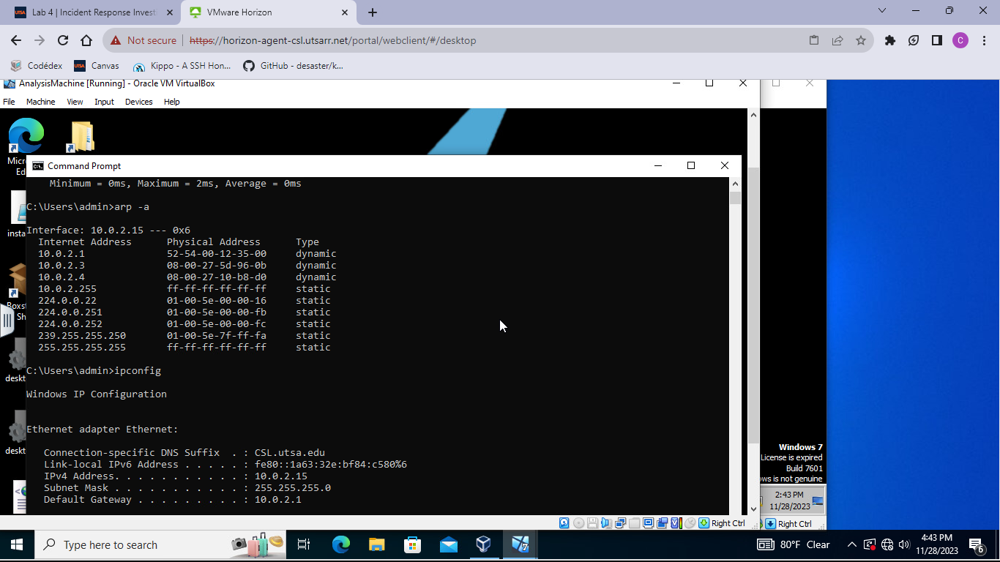 Lab 4 | Incident Response Invest
VMware Horizon
Not secure
https://horizon-agent-csl.utsarr.net/portal/webclient/#/desktop
C
Codédex
UTSA
Canvas
Kippo - A SSH Hon...
GitHub - desaster/k...
AnalysisMachine [Running] - Oracle VM VirtualBox
File Machine View Input Devices Help
Micr
Ed
insta
Boxst
Sh
deskt
deskt
Command Prompt
Minimum = 0ms, Maximum = 2ms, Average = 0ms
C:\Users\admin>arp -a
Interface: 10.0.2.15 --- 0x6
Internet Address Physical Address Type
10.0.2.1 52-54-00-12-35-00 dynamic
10.0.2.3 08-00-27-5d-96-0b dynamic
10.0.2.4 08-00-27-10-b8-d0 dynamic
10.0.2.255 ff-ff-ff-ff-ff-ff static
224.0.0.22 01-00-5e-00-00-16 static
224.0.0.251 01-00-5e-00-00-fb static
224.0.0.252 01-00-5e-00-00-fc static
239.255.255.250 01-00-5e-7f-ff-fa static
255.255.255.255 ff-ff-ff-ff-ff-ff static
C:\Users\admin>ipconfig
Windows IP Configuration
Ethernet adapter Ethernet:
Connection-specific DNS Suffix . : CSL.utsa.edu
Link-local IPv6 Address . . . . . : fe80::1a63:32e:bf84:c580%6
IPv4 Address. . . . . . . . . . . : 10.0.2.15
Subnet Mask . . . . . . . . . . . : 255.255.255.0
Default Gateway . . . . . . . . . : 10.0.2.1
Windows 7
License is expired
Build 7601
ows is not genuine
2:43 PM
11/28/2023
Right Ctrl
Right Ctrl
Type here to search
80°F Clear
4:43 PM
11/28/2023
6